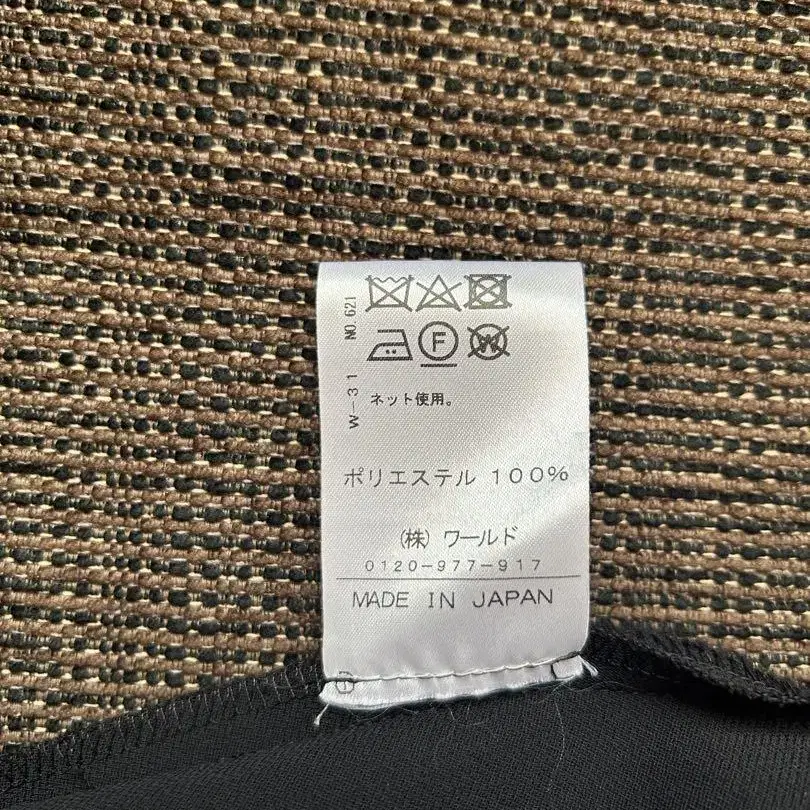 W-31 NO.621
F
W
ネット使用。
ポリエステル 100%
(株) ワールド
0120-977-917
MADE IN JAPAN